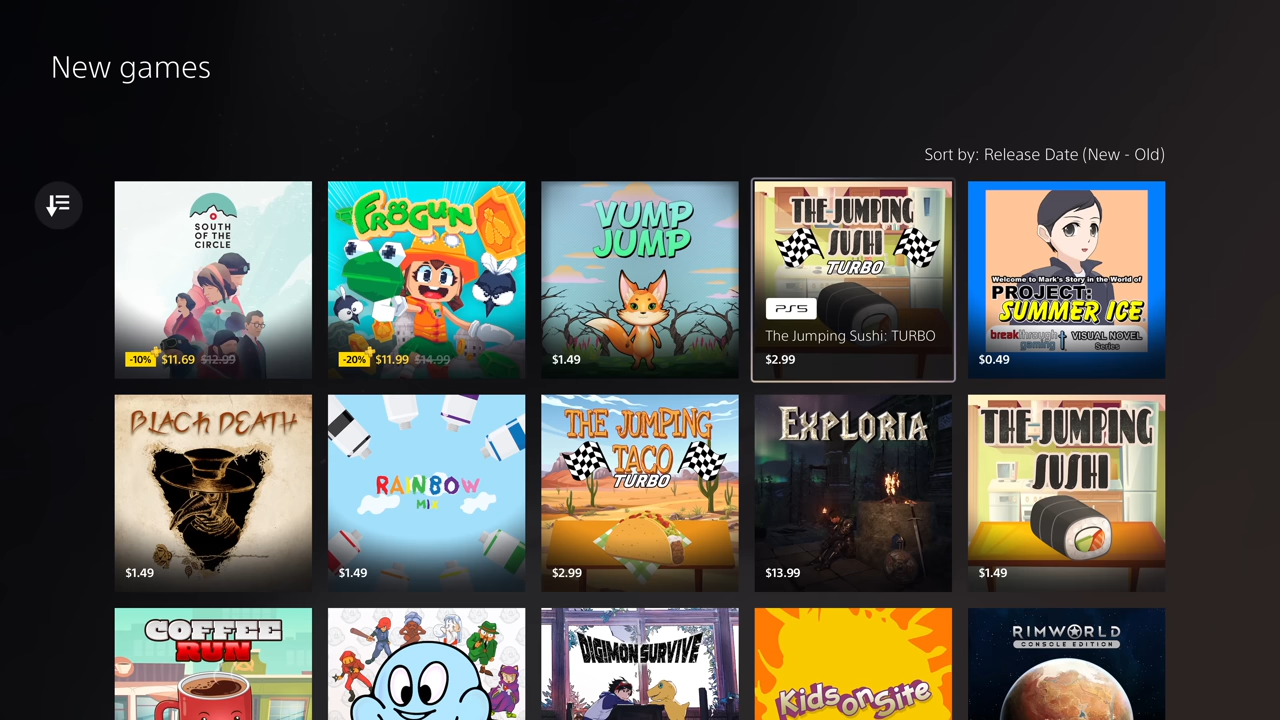 New games
Sort by: Release Date (New - Old)
SOUTH
OF THE
CIRCLE
-10% $11.69 $12.99
FROGUN
-20% $11.99 $14.99
VUMP
JUMP
$1.49
THE JUMPING
SUSHI
TURBO
PS5
The Jumping Sushi: TURBO
$2.99
Welcome to Mark's Story in the World of
PROJECT:
SUMMER ICE
breakthrough
gaming
VISUAL NOVEL
Series
$0.49
BLACK DEATH
$1.49
RAINBOW
MIX
$1.49
THE JUMPING
TACO
TURBO
$2.99
EXPLORIA
$13.99
THE JUMPING
SUSHI
$1.49
COFFEE
RUN
DIGIMON SURVIVE
KidsonSite
RIMWORLD
CONSOLE EDITION